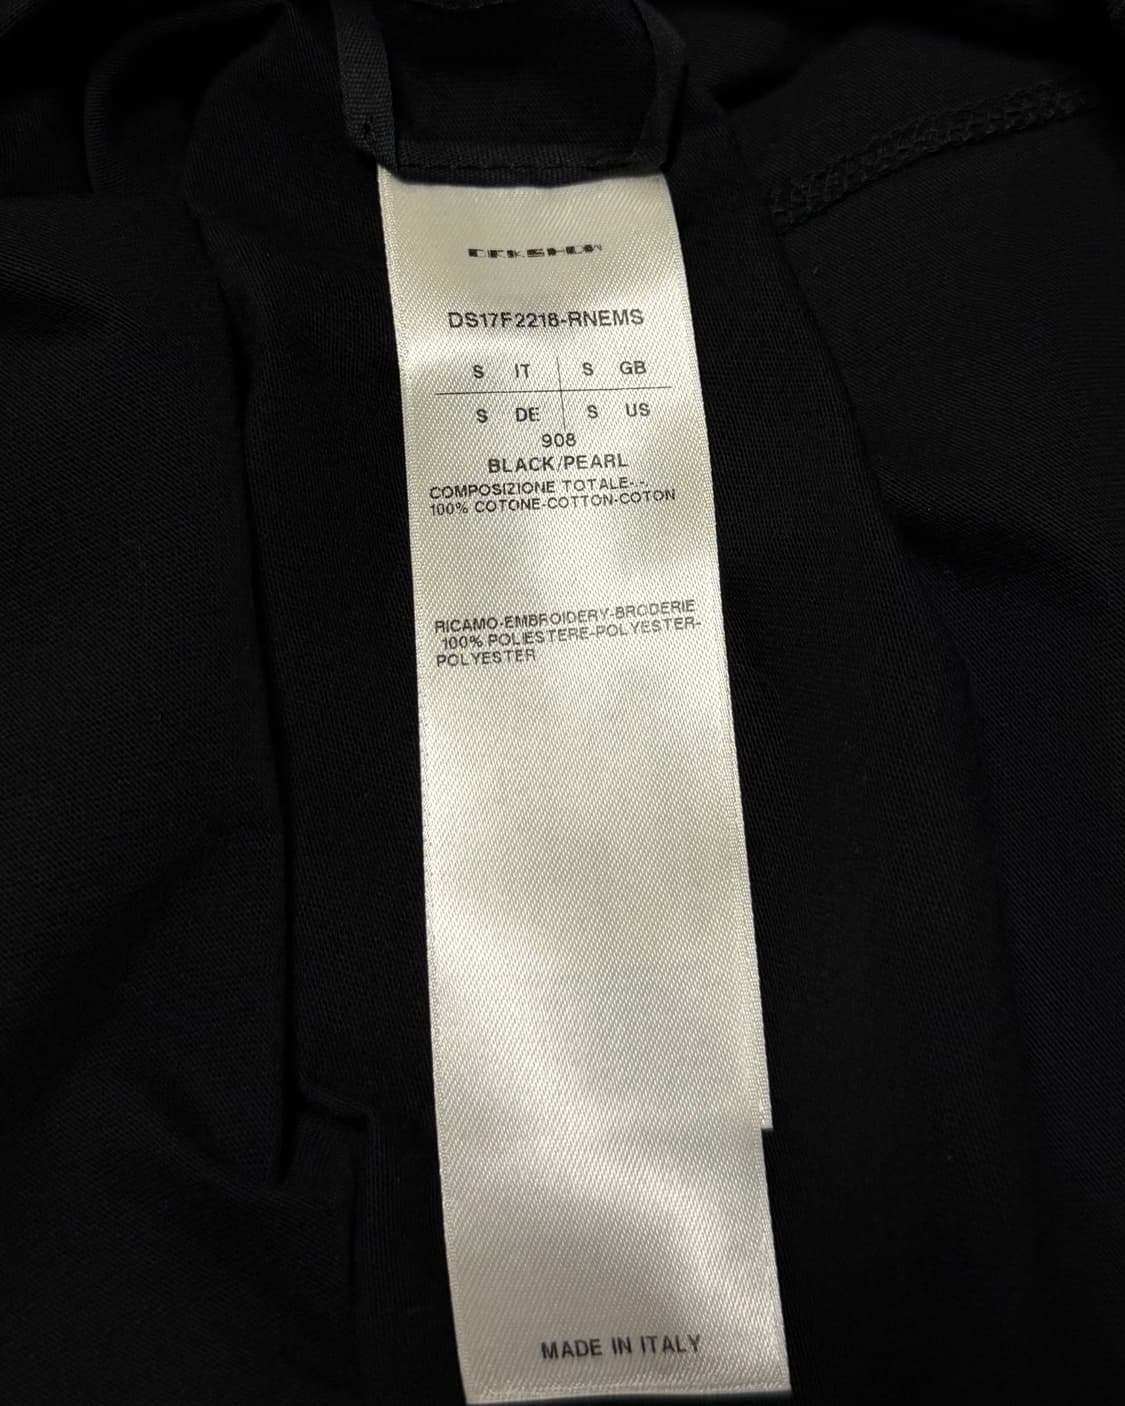 DRKSHDW
DS17F2218-RNEMS
S IT S GB
S DE S US
908
BLACK/PEARL
COMPOSIZIONE TOTALE- -.
100% COTONE-COTTON-COTON
RICAMO-EMBROIDERY-BRODERIE
100% POLIESTERE-POLYESTER-
POLYESTER
MADE IN ITALY